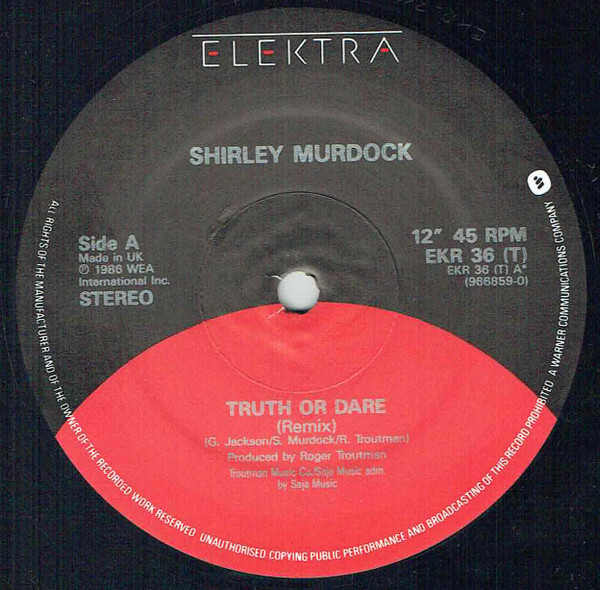 ELEKTRA
SHIRLEY MURDOCK
Side A
Made in UK
℗ 1986 WEA
International Inc.
STEREO
12″ 45 RPM
EKR 36 (T)
EKR 36 (T) A*
(966859-0)
TRUTH OR DARE
(Remix)
(G. Jackson/S. Murdock/R. Troutman)
Produced by Roger Troutman
Troutman Music Co./Saja Music adm.
by Saja Music
ALL RIGHTS OF THE MANUFACTURER AND OF THE OWNER OF THE RECORDED WORK RESERVED UNAUTHORISED COPYING PUBLIC PERFORMANCE AND BROADCASTING OF THIS RECORD PROHIBITED A WARNER COMMUNICATIONS COMPANY